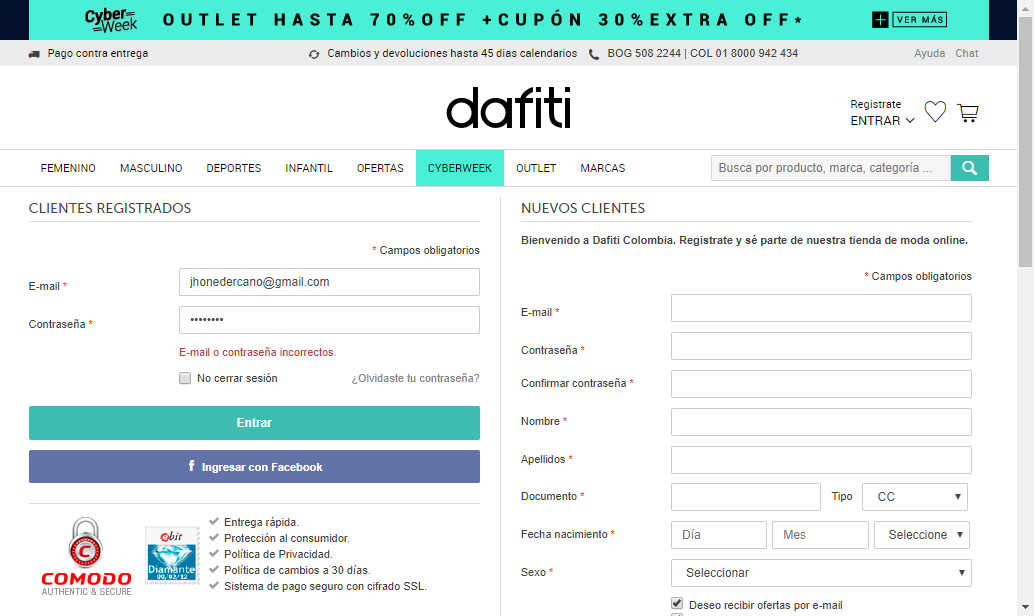 Cyber Week OUTLET HASTA 70%OFF +CUPÓN 30%EXTRA OFF* + VER MÁS
Pago contra entrega Cambios y devoluciones hasta 45 dias calendarios BOG 508 2244 | COL 01 8000 942 434 Ayuda Chat
dafiti
Registrate
ENTRAR
FEMENINO MASCULINO DEPORTES INFANTIL OFERTAS CYBERWEEK OUTLET MARCAS Busca por producto, marca, categoría ...
CLIENTES REGISTRADOS
* Campos obligatorios
E-mail * jhonedercano@gmail.com
Contraseña * ••••••••
E-mail o contraseña incorrectos.
No cerrar sesión ¿Olvidaste tu contraseña?
Entrar
f Ingresar con Facebook
COMODO
AUTHENTIC & SECURE
ebit
Diamante
09/02/12
Entrega rápida.
Protección al consumidor.
Política de Privacidad.
Política de cambios a 30 días.
Sistema de pago seguro con cifrado SSL.
NUEVOS CLIENTES
Bienvenido a Dafiti Colombia. Registrate y sé parte de nuestra tienda de moda online.
* Campos obligatorios
E-mail *
Contraseña *
Confirmar contraseña *
Nombre *
Apellidos *
Documento * Tipo CC
Fecha nacimiento * Día Mes Seleccione
Sexo * Seleccionar
Deseo recibir ofertas por e-mail